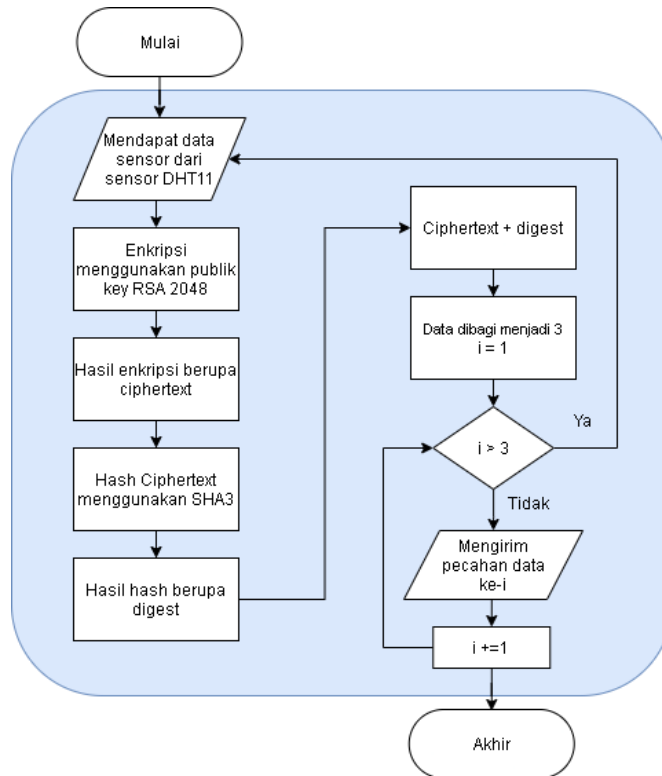 Mulai
Mendapat data
sensor dari
sensor DHT11
Enkripsi
menggunakan publik
key RSA 2048
Hasil enkripsi berupa
ciphertext
Hash Ciphertext
menggunakan SHA3
Hasil hash berupa
digest
Ciphertext + digest
Data dibagi menjadi 3
i = 1
i > 3
Ya
Tidak
Mengirim
pecahan data
ke-i
i +=1
Akhir